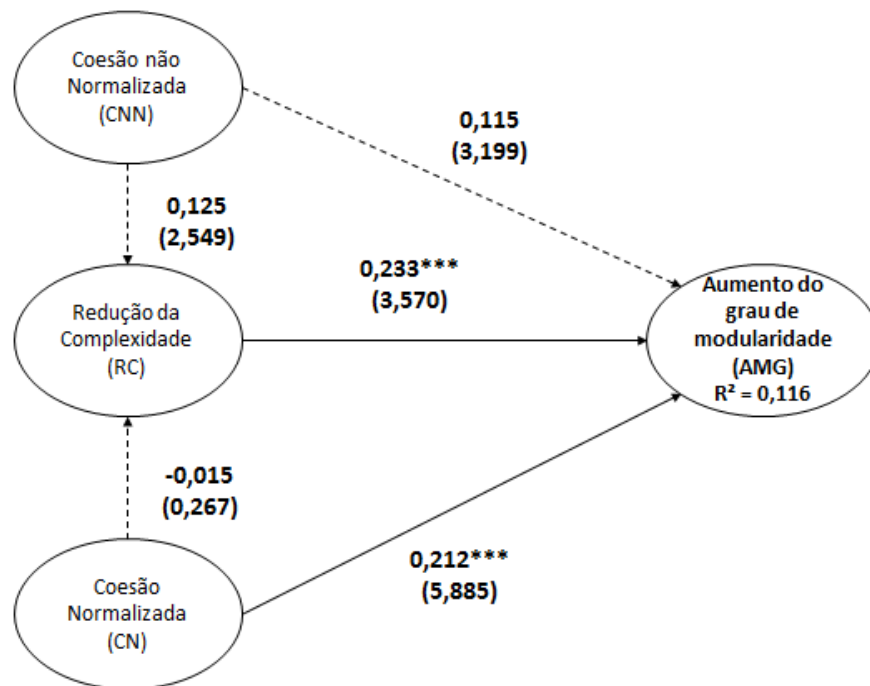 Coesão não
Normalizada
(CNN)
0,115
(3,199)
0,125
(2,549)
Redução da
Complexidade
(RC)
0,233***
(3,570)
Aumento do
grau de
modularidade
(AMG)
R² = 0,116
-0,015
(0,267)
0,212***
(5,885)
Coesão
Normalizada
(CN)